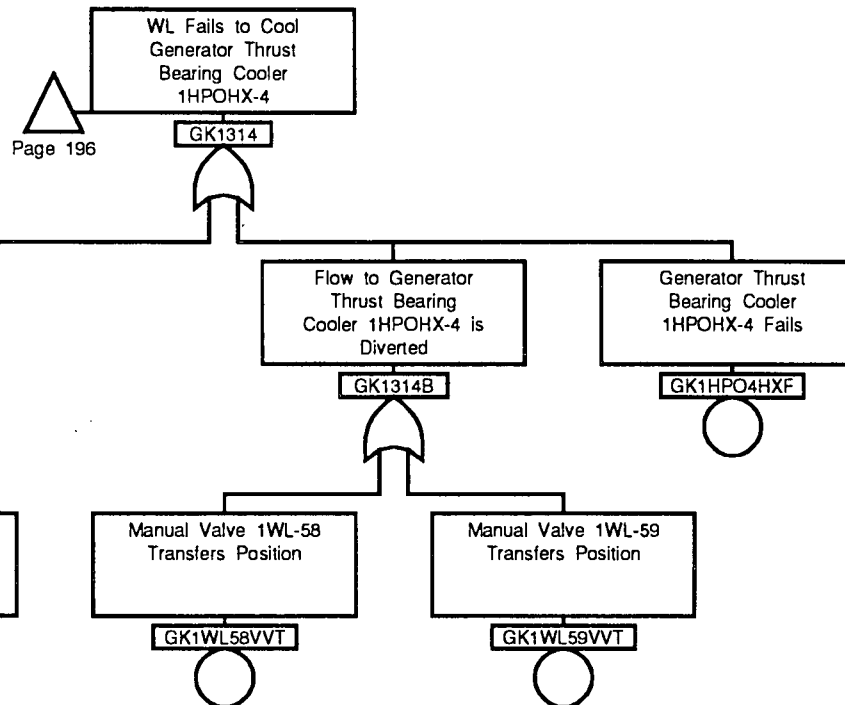 WL Fails to Cool
Generator Thrust
Bearing Cooler
1HPOHX-4
Page 196
GK1314
Flow to Generator
Thrust Bearing
Cooler 1HPOHX-4 is
Diverted
Generator Thrust
Bearing Cooler
1HPOHX-4 Fails
GK1314B
GK1HPO4HXF
Manual Valve 1WL-58
Transfers Position
Manual Valve 1WL-59
Transfers Position
GK1WL58VVT
GK1WL59VVT